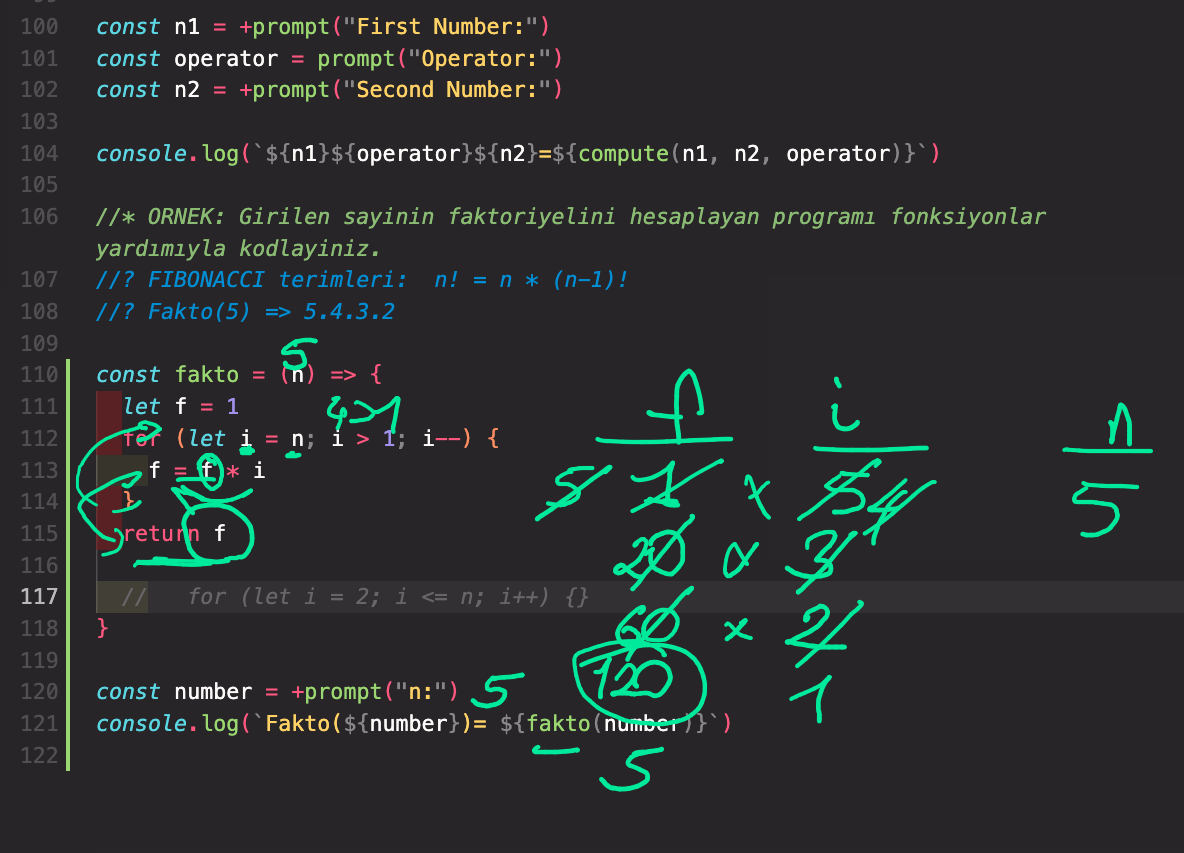 100 const n1 = +prompt("First Number:")
101 const operator = prompt("Operator:")
102 const n2 = +prompt("Second Number:")
103
104 console.log(`${n1}${operator}${n2}=${compute(n1, n2, operator)}`)
105
106 //* ORNEK: Girilen sayinin faktoriyelini hesaplayan programı fonksiyonlar
yardımıyla kodlayiniz.
107 //? FIBONACCI terimleri:  n! = n * (n-1)!
108 //? Fakto(5) => 5.4.3.2
109
5
110 const fakto = (n) => {
f i n
111 let f = 1
4>1
112 for (let i = n; i > 1; i--) {
113 f = f * i
5 1 x 5 4 5
114 }
115 return f
20 x 3
116
117 //   for (let i = 2; i <= n; i++) {}
118 }
60 x 2
119
120 const number = +prompt("n:") 5 120 1
121 console.log(`Fakto(${number})= ${fakto(number)}`)
122
5